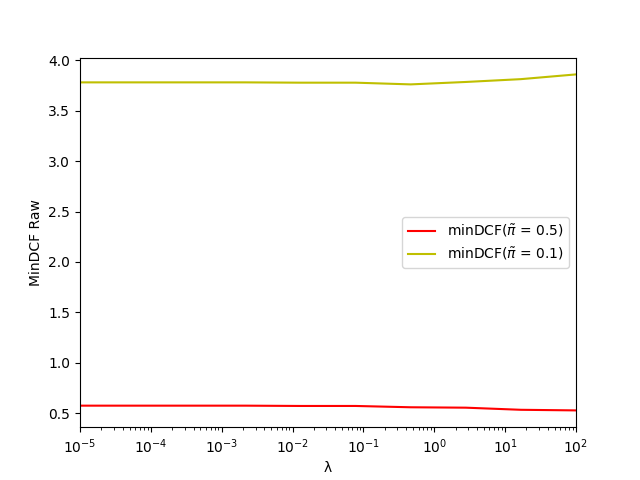 4.0
3.5
3.0
2.5
2.0
1.5
1.0
0.5
MinDCF Raw
minDCF(π̃ = 0.5)
minDCF(π̃ = 0.1)
10⁻⁵ 10⁻⁴ 10⁻³ 10⁻² 10⁻¹ 10⁰ 10¹ 10²
λ